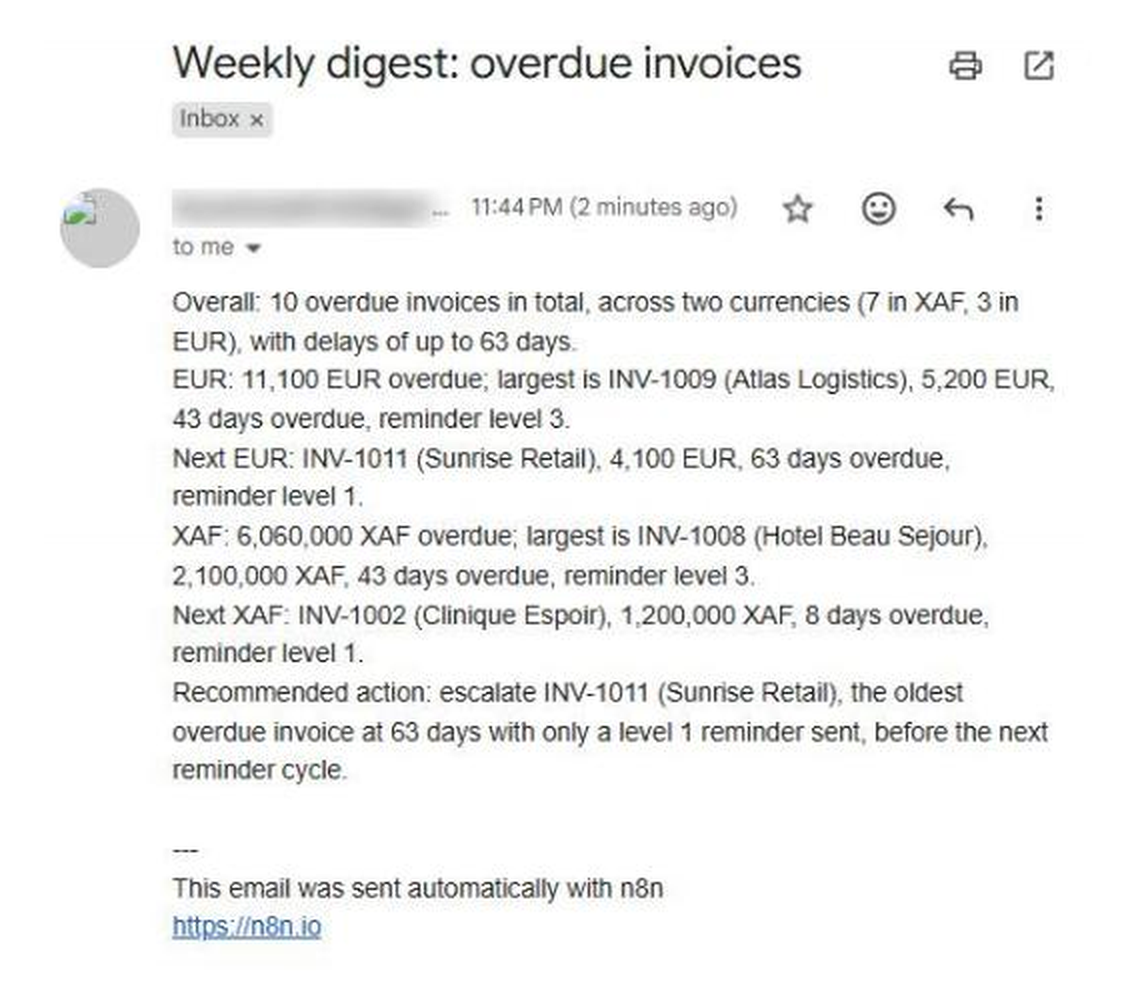 Weekly digest: overdue invoices
Inbox ×
... 11:44 PM (2 minutes ago)
to me
Overall: 10 overdue invoices in total, across two currencies (7 in XAF, 3 in
EUR), with delays of up to 63 days.
EUR: 11,100 EUR overdue; largest is INV-1009 (Atlas Logistics), 5,200 EUR,
43 days overdue, reminder level 3.
Next EUR: INV-1011 (Sunrise Retail), 4,100 EUR, 63 days overdue,
reminder level 1.
XAF: 6,060,000 XAF overdue; largest is INV-1008 (Hotel Beau Sejour),
2,100,000 XAF, 43 days overdue, reminder level 3.
Next XAF: INV-1002 (Clinique Espoir), 1,200,000 XAF, 8 days overdue,
reminder level 1.
Recommended action: escalate INV-1011 (Sunrise Retail), the oldest
overdue invoice at 63 days with only a level 1 reminder sent, before the next
reminder cycle.
---
This email was sent automatically with n8n
https://n8n.io